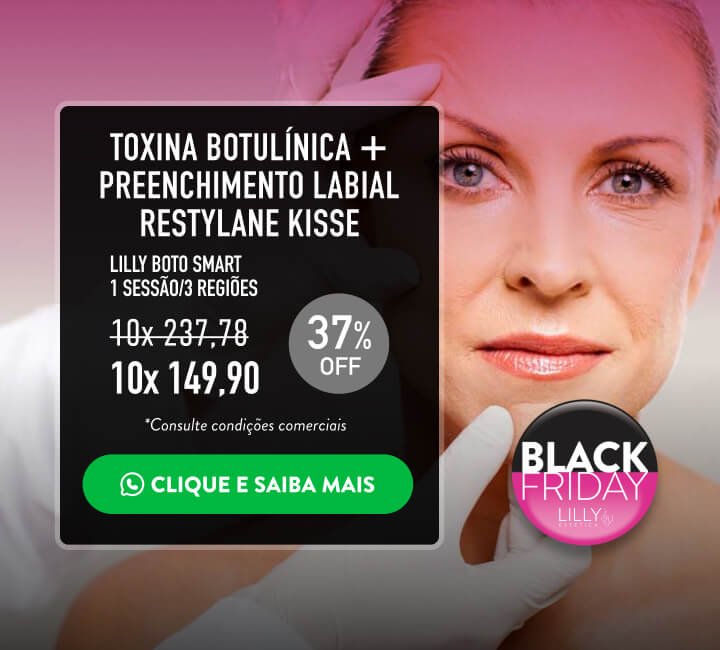 TOXINA BOTULÍNICA +
PREENCHIMENTO LABIAL
RESTYLANE KISSE
LILLY BOTO SMART
1 SESSÃO/3 REGIÕES
10x 237,78
10x 149,90
37%
OFF
*Consulte condições comerciais
CLIQUE E SAIBA MAIS
BLACK
FRIDAY
LILLY
ESTÉTICA